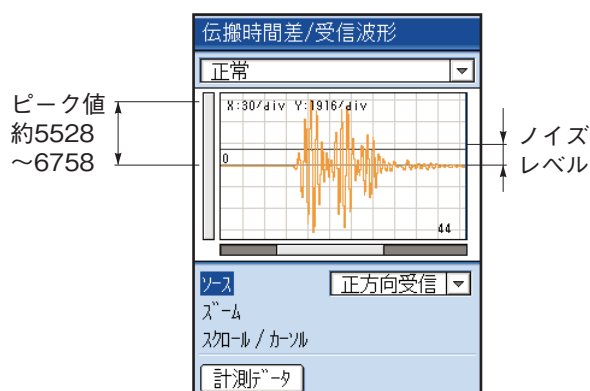 伝搬時間差/受信波形
正常
ピーク値
約5528
～6758
X:30/div Y:1916/div
0
44
ノイズ
レベル
ソース
正方向受信
ズーム
スクロール / カーソル
計測データ